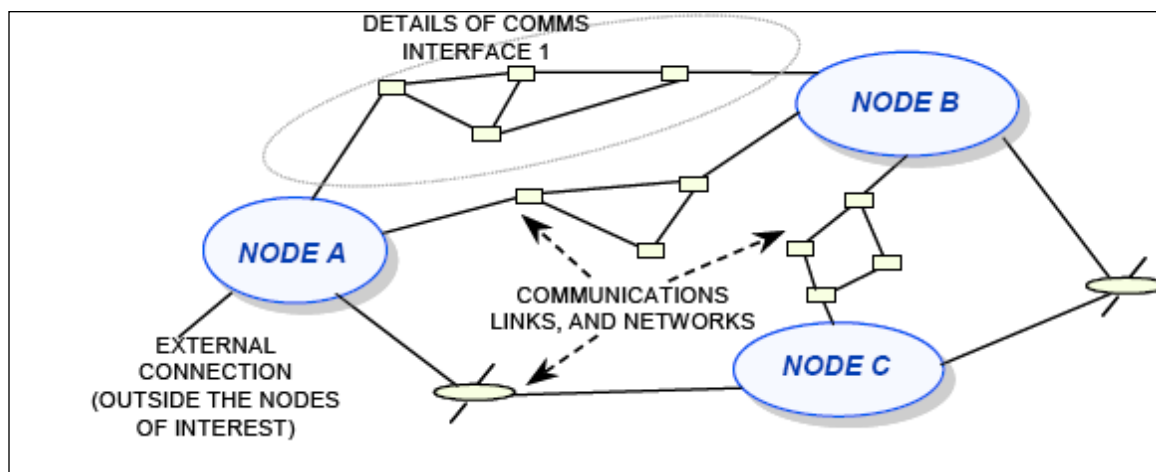 DETAILS OF COMMS
INTERFACE 1
NODE B
NODE A
COMMUNICATIONS
LINKS, AND NETWORKS
EXTERNAL
CONNECTION
(OUTSIDE THE NODES
OF INTEREST)
NODE C